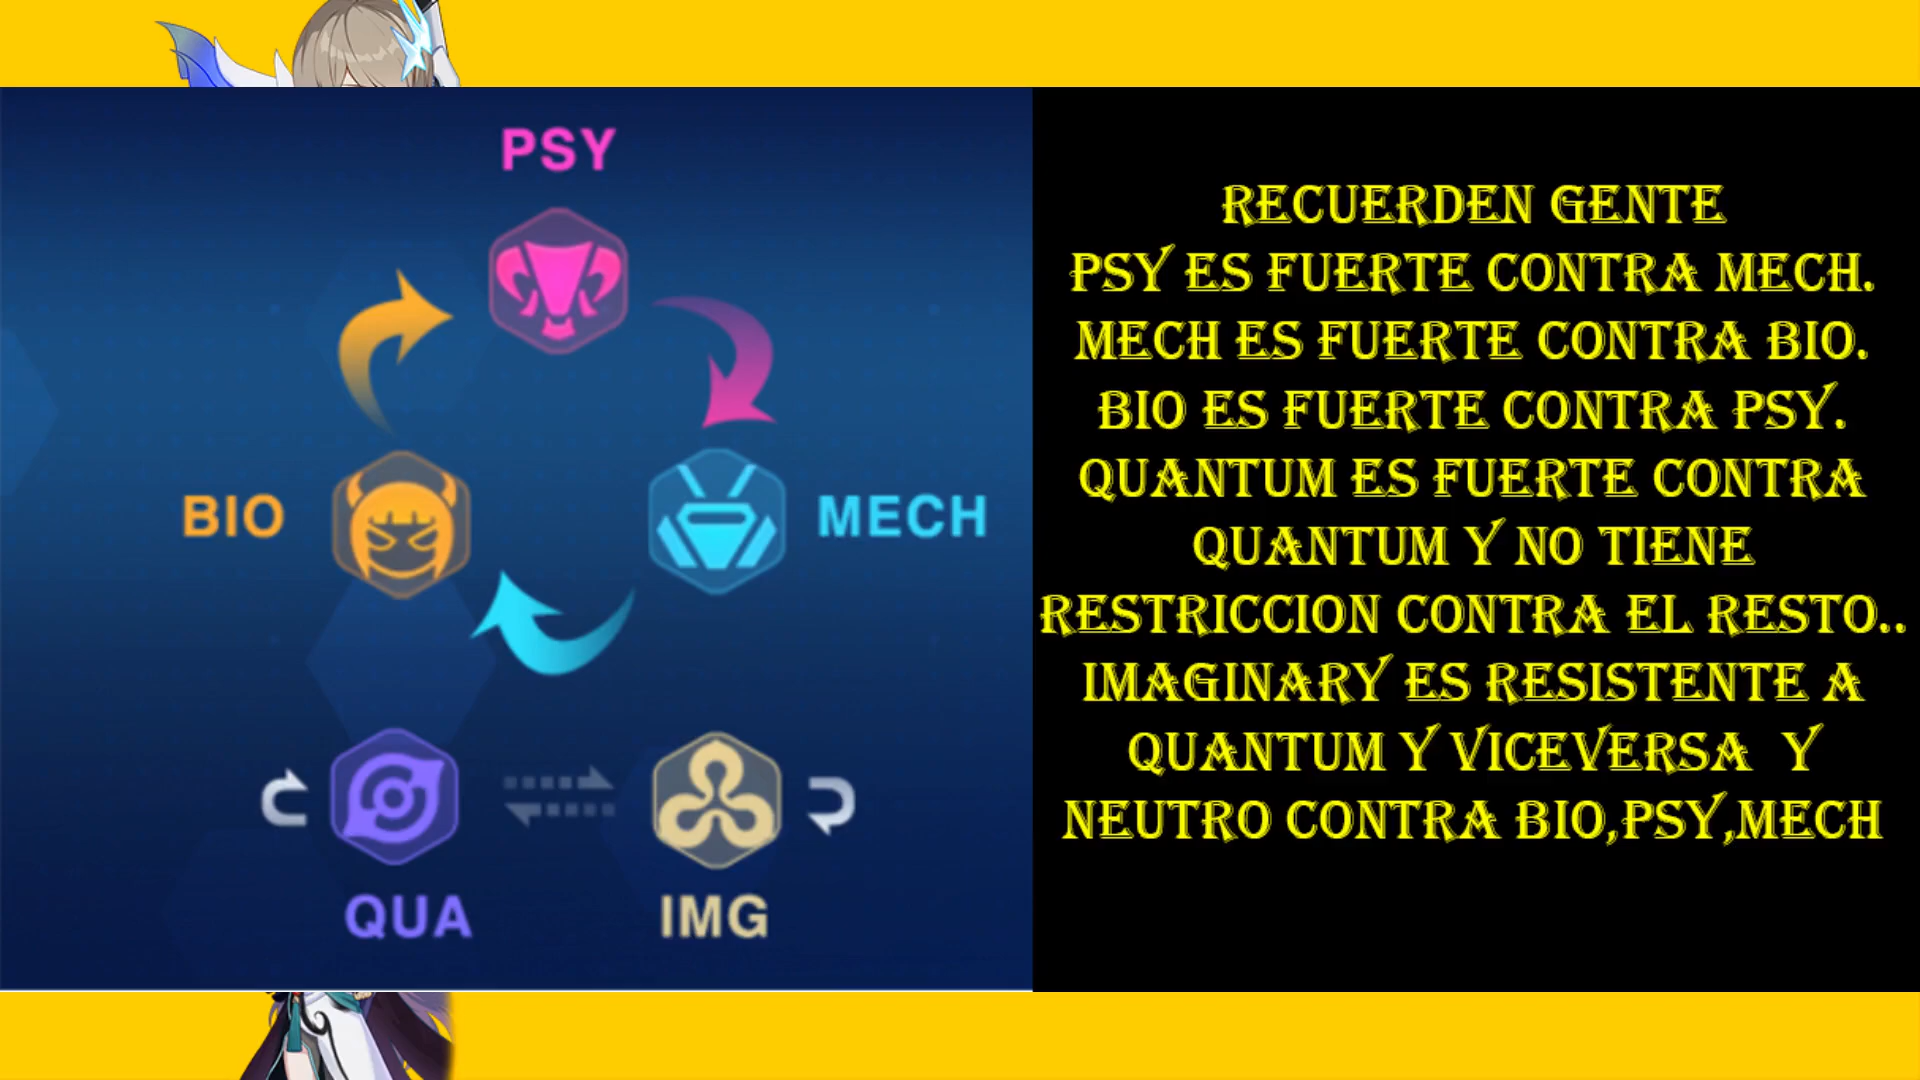 PSY
BIO
MECH
QUA
IMG
RECUERDEN GENTE
PSY ES FUERTE CONTRA MECH.
MECH ES FUERTE CONTRA BIO.
BIO ES FUERTE CONTRA PSY.
QUANTUM ES FUERTE CONTRA
QUANTUM Y NO TIENE
RESTRICCION CONTRA EL RESTO..
IMAGINARY ES RESISTENTE A
QUANTUM Y VICEVERSA Y
NEUTRO CONTRA BIO,PSY,MECH